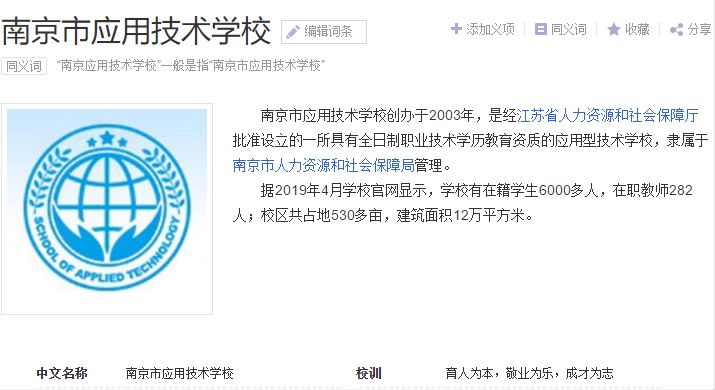 南京市应用技术学校
编辑词条
添加义项
同义词
收藏
分享
同义词 “南京应用技术学校”一般是指“南京市应用技术学校”
SCHOOL OF APPLIED TECHNOLOGY
南京市应用技术学校创办于2003年，是经江苏省人力资源和社会保障厅
批准设立的一所具有全日制职业技术学历教育资质的应用型技术学校，隶属于
南京市人力资源和社会保障局管理。
据2019年4月学校官网显示，学校有在籍学生6000多人，在职教师282
人；校区共占地530多亩，建筑面积12万平方米。
中文名称 南京市应用技术学校 校训 育人为本，敬业为乐，成才为志